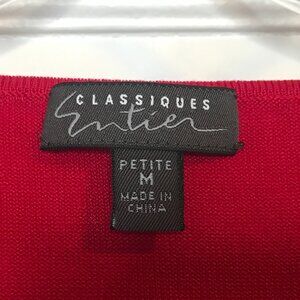 CLASSIQUES
Entier
PETITE
M
MADE IN
CHINA